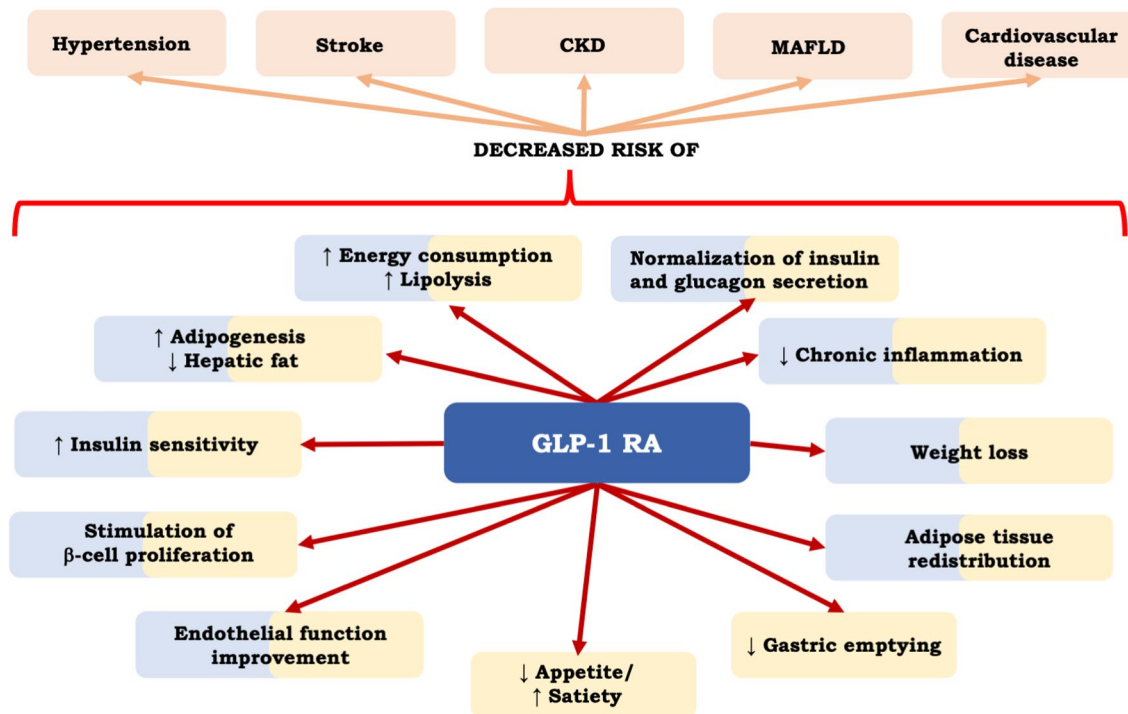 Hypertension
Stroke
CKD
MAFLD
Cardiovascular
disease
DECREASED RISK OF
↑ Energy consumption
↑ Lipolysis
Normalization of insulin
and glucagon secretion
↑ Adipogenesis
↓ Hepatic fat
↓ Chronic inflammation
↑ Insulin sensitivity
GLP-1 RA
Weight loss
Stimulation of
β-cell proliferation
Adipose tissue
redistribution
Endothelial function
improvement
↓ Appetite/
↑ Satiety
↓ Gastric emptying